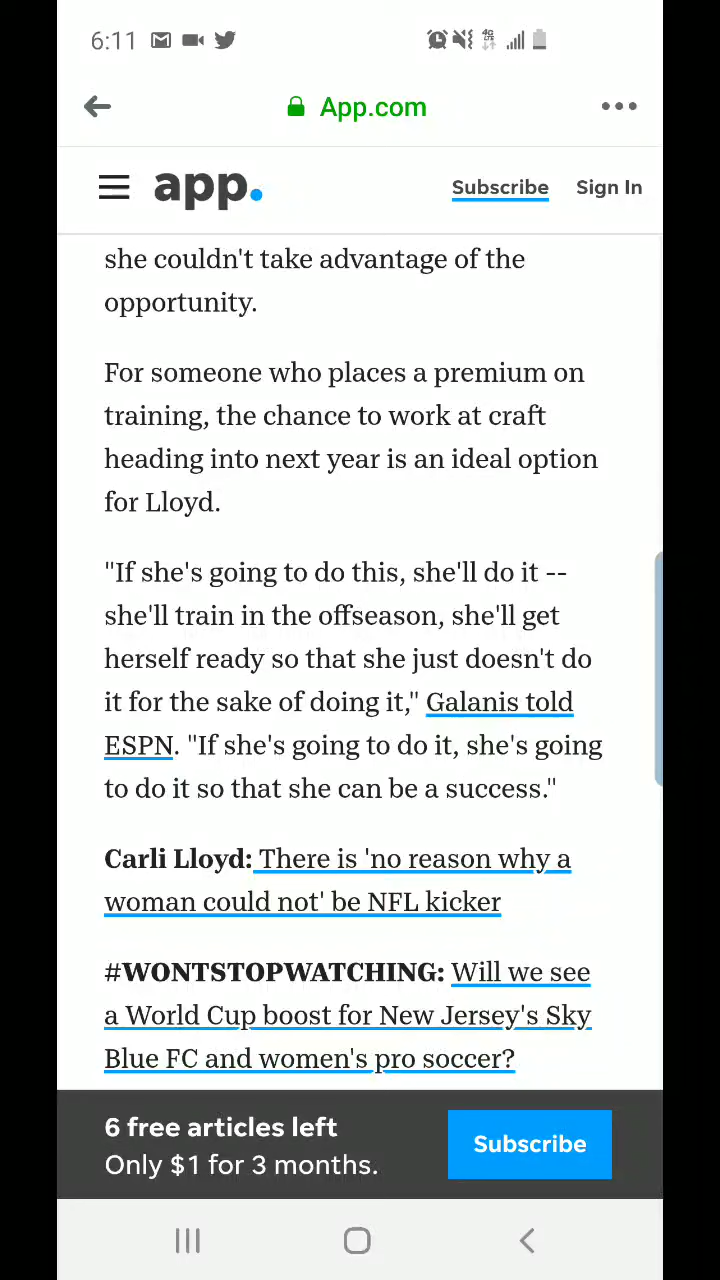 6:11
4G LTE
App.com
app.
Subscribe
Sign In
she couldn't take advantage of the
opportunity.
For someone who places a premium on
training, the chance to work at craft
heading into next year is an ideal option
for Lloyd.
"If she's going to do this, she'll do it --
she'll train in the offseason, she'll get
herself ready so that she just doesn't do
it for the sake of doing it," Galanis told
ESPN. "If she's going to do it, she's going
to do it so that she can be a success."
Carli Lloyd: There is 'no reason why a
woman could not' be NFL kicker
#WONTSTOPWATCHING: Will we see
a World Cup boost for New Jersey's Sky
Blue FC and women's pro soccer?
6 free articles left
Only $1 for 3 months.
Subscribe